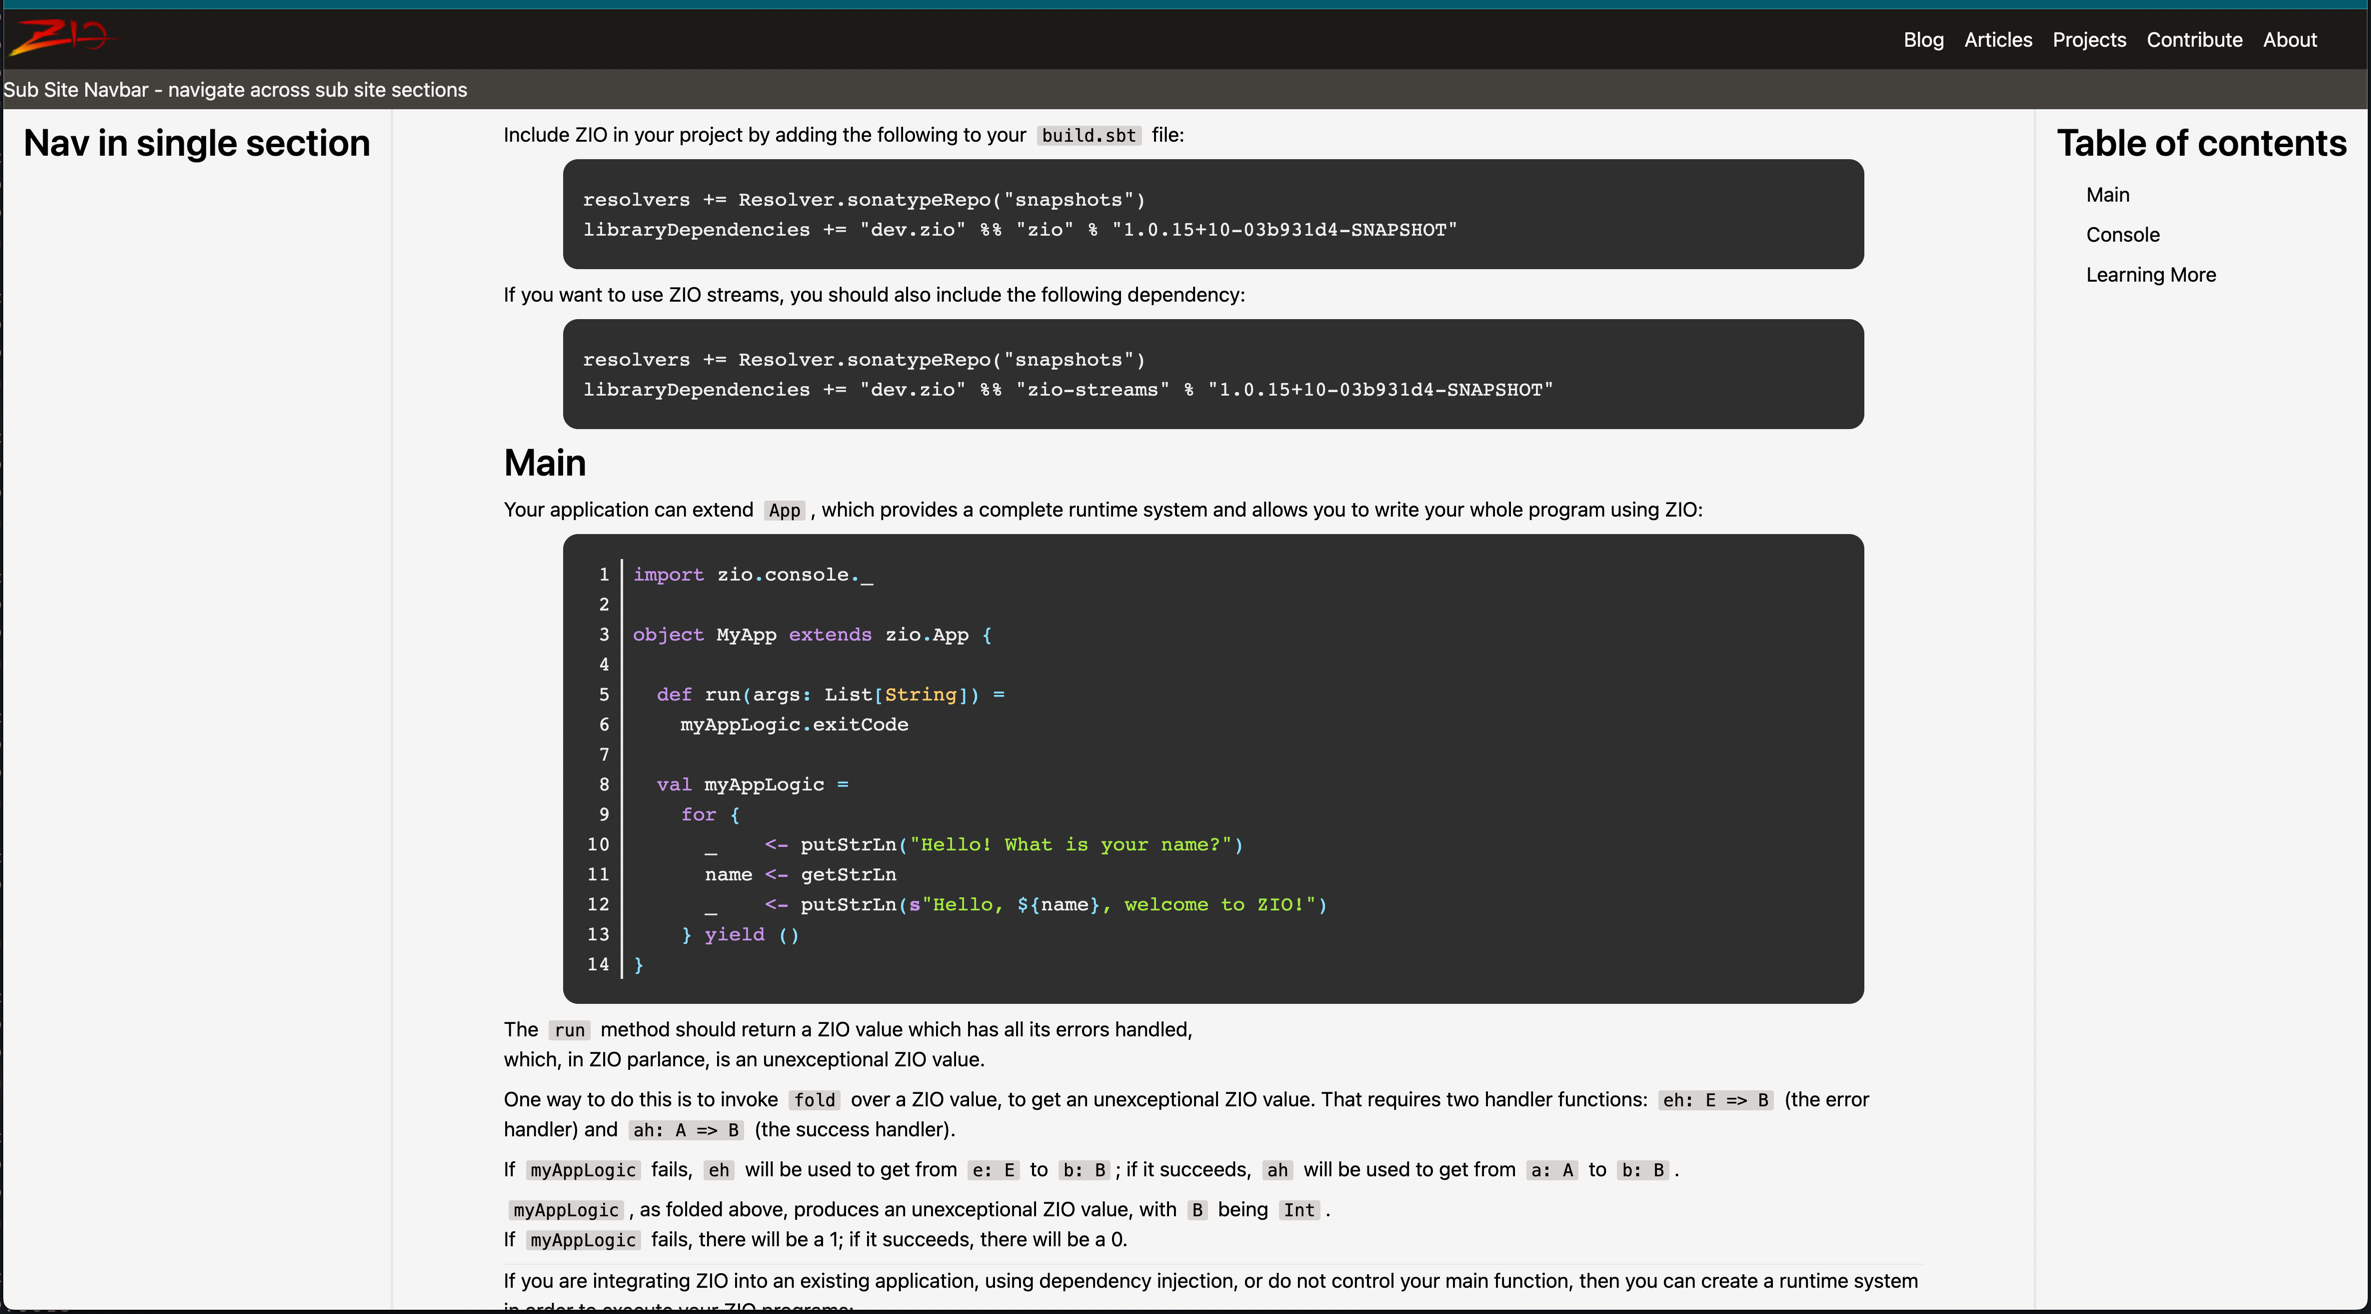 ZIO
Blog Articles Projects Contribute About
Sub Site Navbar - navigate across sub site sections
Nav in single section
Include ZIO in your project by adding the following to your build.sbt file:
resolvers += Resolver.sonatypeRepo("snapshots")
libraryDependencies += "dev.zio" %% "zio" % "1.0.15+10-03b931d4-SNAPSHOT"
If you want to use ZIO streams, you should also include the following dependency:
resolvers += Resolver.sonatypeRepo("snapshots")
libraryDependencies += "dev.zio" %% "zio-streams" % "1.0.15+10-03b931d4-SNAPSHOT"
Main
Your application can extend App , which provides a complete runtime system and allows you to write your whole program using ZIO:
1 import zio.console._
2
3 object MyApp extends zio.App {
4
5   def run(args: List[String]) =
6     myAppLogic.exitCode
7
8   val myAppLogic =
9     for {
10       _    <- putStrLn("Hello! What is your name?")
11       name <- getStrLn
12       _    <- putStrLn(s"Hello, ${name}, welcome to ZIO!")
13     } yield ()
14 }
The run method should return a ZIO value which has all its errors handled,
which, in ZIO parlance, is an unexceptional ZIO value.
One way to do this is to invoke fold over a ZIO value, to get an unexceptional ZIO value. That requires two handler functions: eh: E => B (the error
handler) and ah: A => B (the success handler).
If myAppLogic fails, eh will be used to get from e: E to b: B ; if it succeeds, ah will be used to get from a: A to b: B .
myAppLogic , as folded above, produces an unexceptional ZIO value, with B being Int .
If myAppLogic fails, there will be a 1; if it succeeds, there will be a 0.
If you are integrating ZIO into an existing application, using dependency injection, or do not control your main function, then you can create a runtime system
in order to execute your ZIO programs:
Table of contents
Main
Console
Learning More